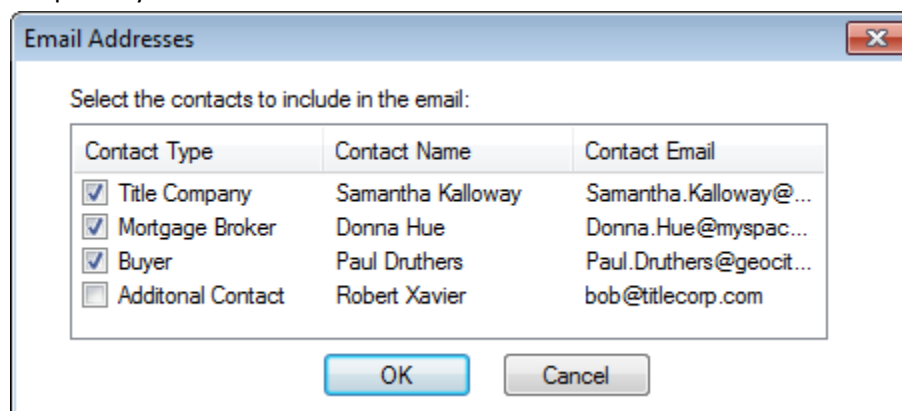 Email Addresses
Select the contacts to include in the email:
Contact Type Contact Name Contact Email
Title Company Samantha Kalloway Samantha.Kalloway@...
Mortgage Broker Donna Hue Donna.Hue@myspac...
Buyer Paul Druthers Paul.Druthers@geocit...
Additonal Contact Robert Xavier bob@titlecorp.com
OK Cancel